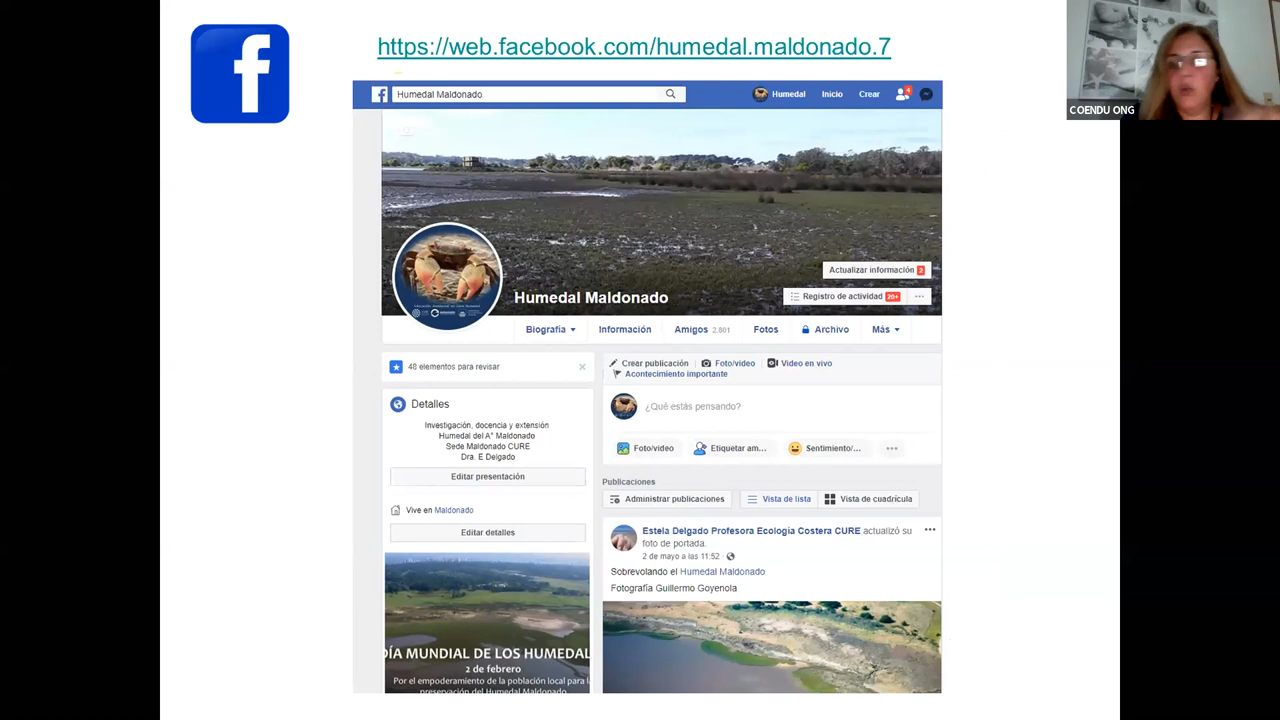 https://web.facebook.com/humedal.maldonado.7
COENDU ONG
Humedal Maldonado
Humedal
Inicio
Crear
4
Actualizar información 2
Humedal Maldonado
Registro de actividad 20+
Biografía
Información
Amigos 2.801
Fotos
Archivo
Más
48 elementos para revisar
Crear publicación
Foto/video
Video en vivo
Acontecimiento importante
Detalles
¿Qué estás pensando?
Investigación, docencia y extensión
Humedal del A° Maldonado
Sede Maldonado CURE
Dra. E Delgado
Foto/video
Etiquetar am...
Sentimiento/...
Editar presentación
Publicaciones
Administrar publicaciones
Vista de lista
Vista de cuadrícula
Vive en Maldonado
Editar detalles
Estela Delgado Profesora Ecología Costera CURE actualizó su
foto de portada.
2 de mayo a las 11:52
Sobrevolando el Humedal Maldonado
Fotografía Guillermo Goyenola
DÍA MUNDIAL DE LOS HUMEDAL
2 de febrero
Por el empoderamiento de la población local para l
preservación del Humedal Maldonado